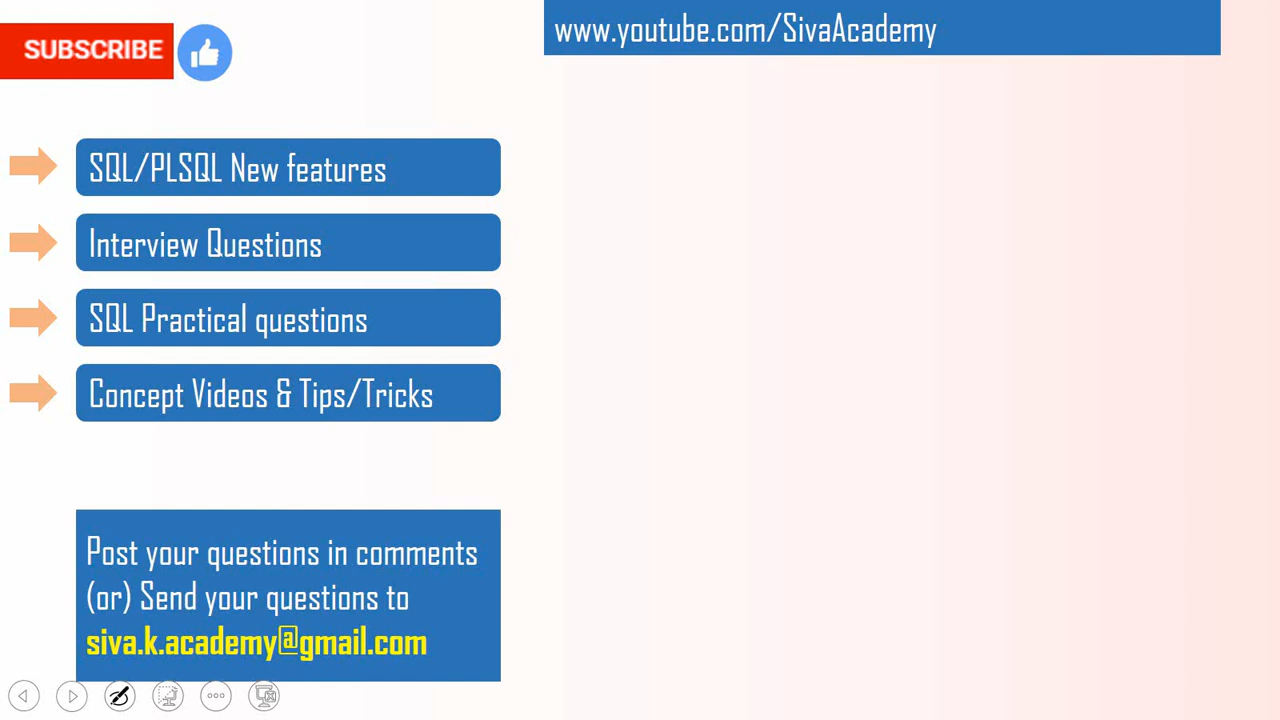 SUBSCRIBE
www.youtube.com/SivaAcademy
SQL/PLSQL New features
Interview Questions
SQL Practical questions
Concept Videos & Tips/Tricks
Post your questions in comments
(or) Send your questions to
siva.k.academy@gmail.com